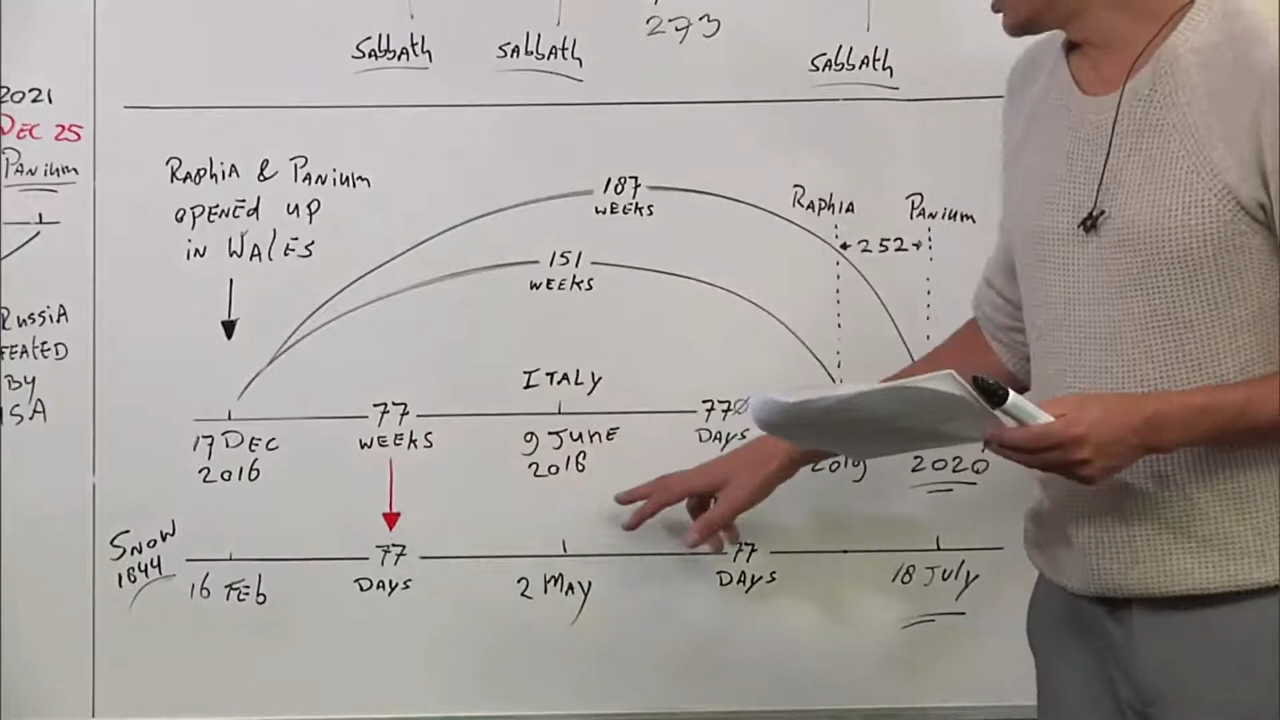 273
Sabbath
Sabbath
Sabbath
2021
DEC 25
PANIUM
RUSSIA
FEATED
BY
USA
RAPHIA & PANIUM
OPENED UP
IN WALES
187
WEEKS
151
WEEKS
RAPHIA
PANIUM
252
ITALY
77
WEEKS
770
DAYS
17 DEC
2016
9 JUNE
2018
2019
2020
SNOW
1844
77
DAYS
77
DAYS
16 FEB
2 MAY
18 July